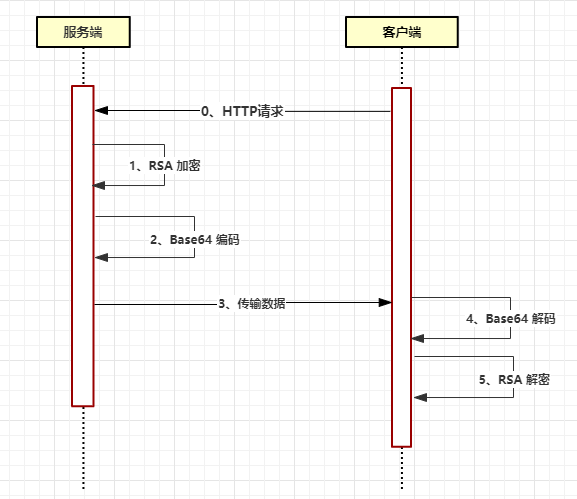 服务端
客户端
0、HTTP请求
1、RSA 加密
2、Base64 编码
3、传输数据
4、Base64 解码
5、RSA 解密